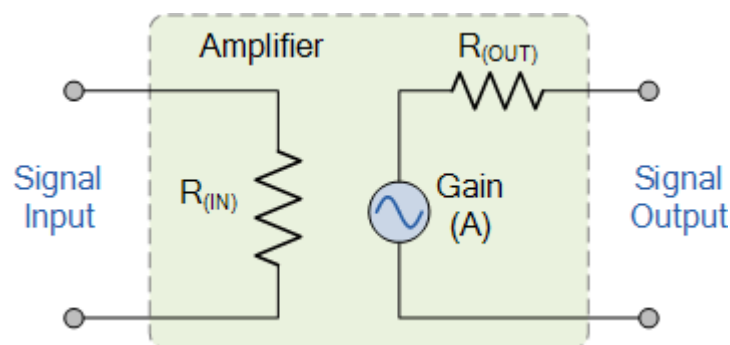 Amplifier
R(OUT)
Signal
Input
R(IN)
Gain
(A)
Signal
Output